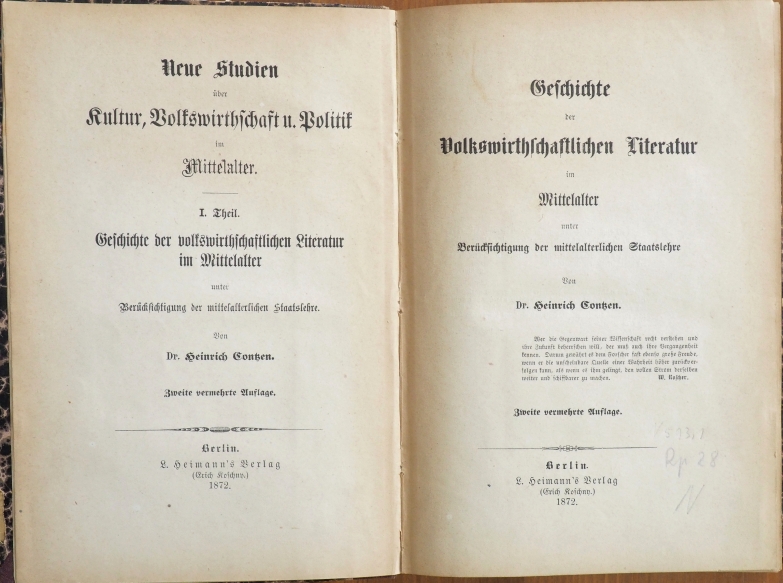 Neue Studien
über
Kultur, Volkswirthschaft u. Politik
im
Mittelalter.
I. Theil.
Geschichte der volkswirthschaftlichen Literatur
im Mittelalter
unter
Berücksichtigung der mittelalterlichen Staatslehre.
Von
Dr. Heinrich Contzen.
Zweite vermehrte Auflage.
Berlin.
L. Heimann's Verlag
(Erich Koschny.)
1872.
Geschichte
der
Volkswirthschaftlichen Literatur
im
Mittelalter
unter
Berücksichtigung der mittelalterlichen Staatslehre
Von
Dr. Heinrich Contzen.
Wer die Gegenwart seiner Wissenschaft recht verstehen und
ihre Zukunft beherrschen will, der muß auch ihre Vergangenheit
kennen. Darum gewährt es dem Forscher fast ebenso große Freude,
wenn er die unscheinbare Quelle einer Wahrheit höher zurückver-
folgen kann, als wenn es ihm gelingt, den vollen Strom derselben
weiter und schiffbarer zu machen. W. Roscher.
Zweite vermehrte Auflage.
Rp 28
N
Berlin.
L. Heimann's Verlag
(Erich Koschny.)
1872.